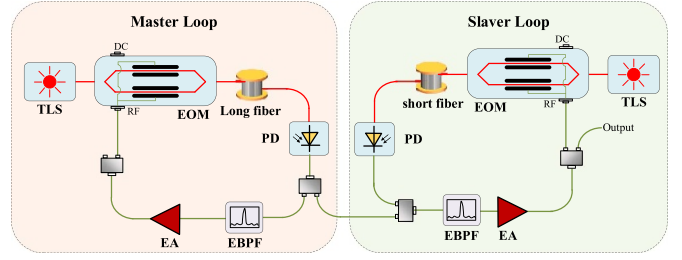 Master Loop
Slaver Loop
DC
DC
TLS
RF
EOM
Long fiber
short fiber
EOM
RF
TLS
PD
PD
Output
EA
EBPF
EBPF
EA